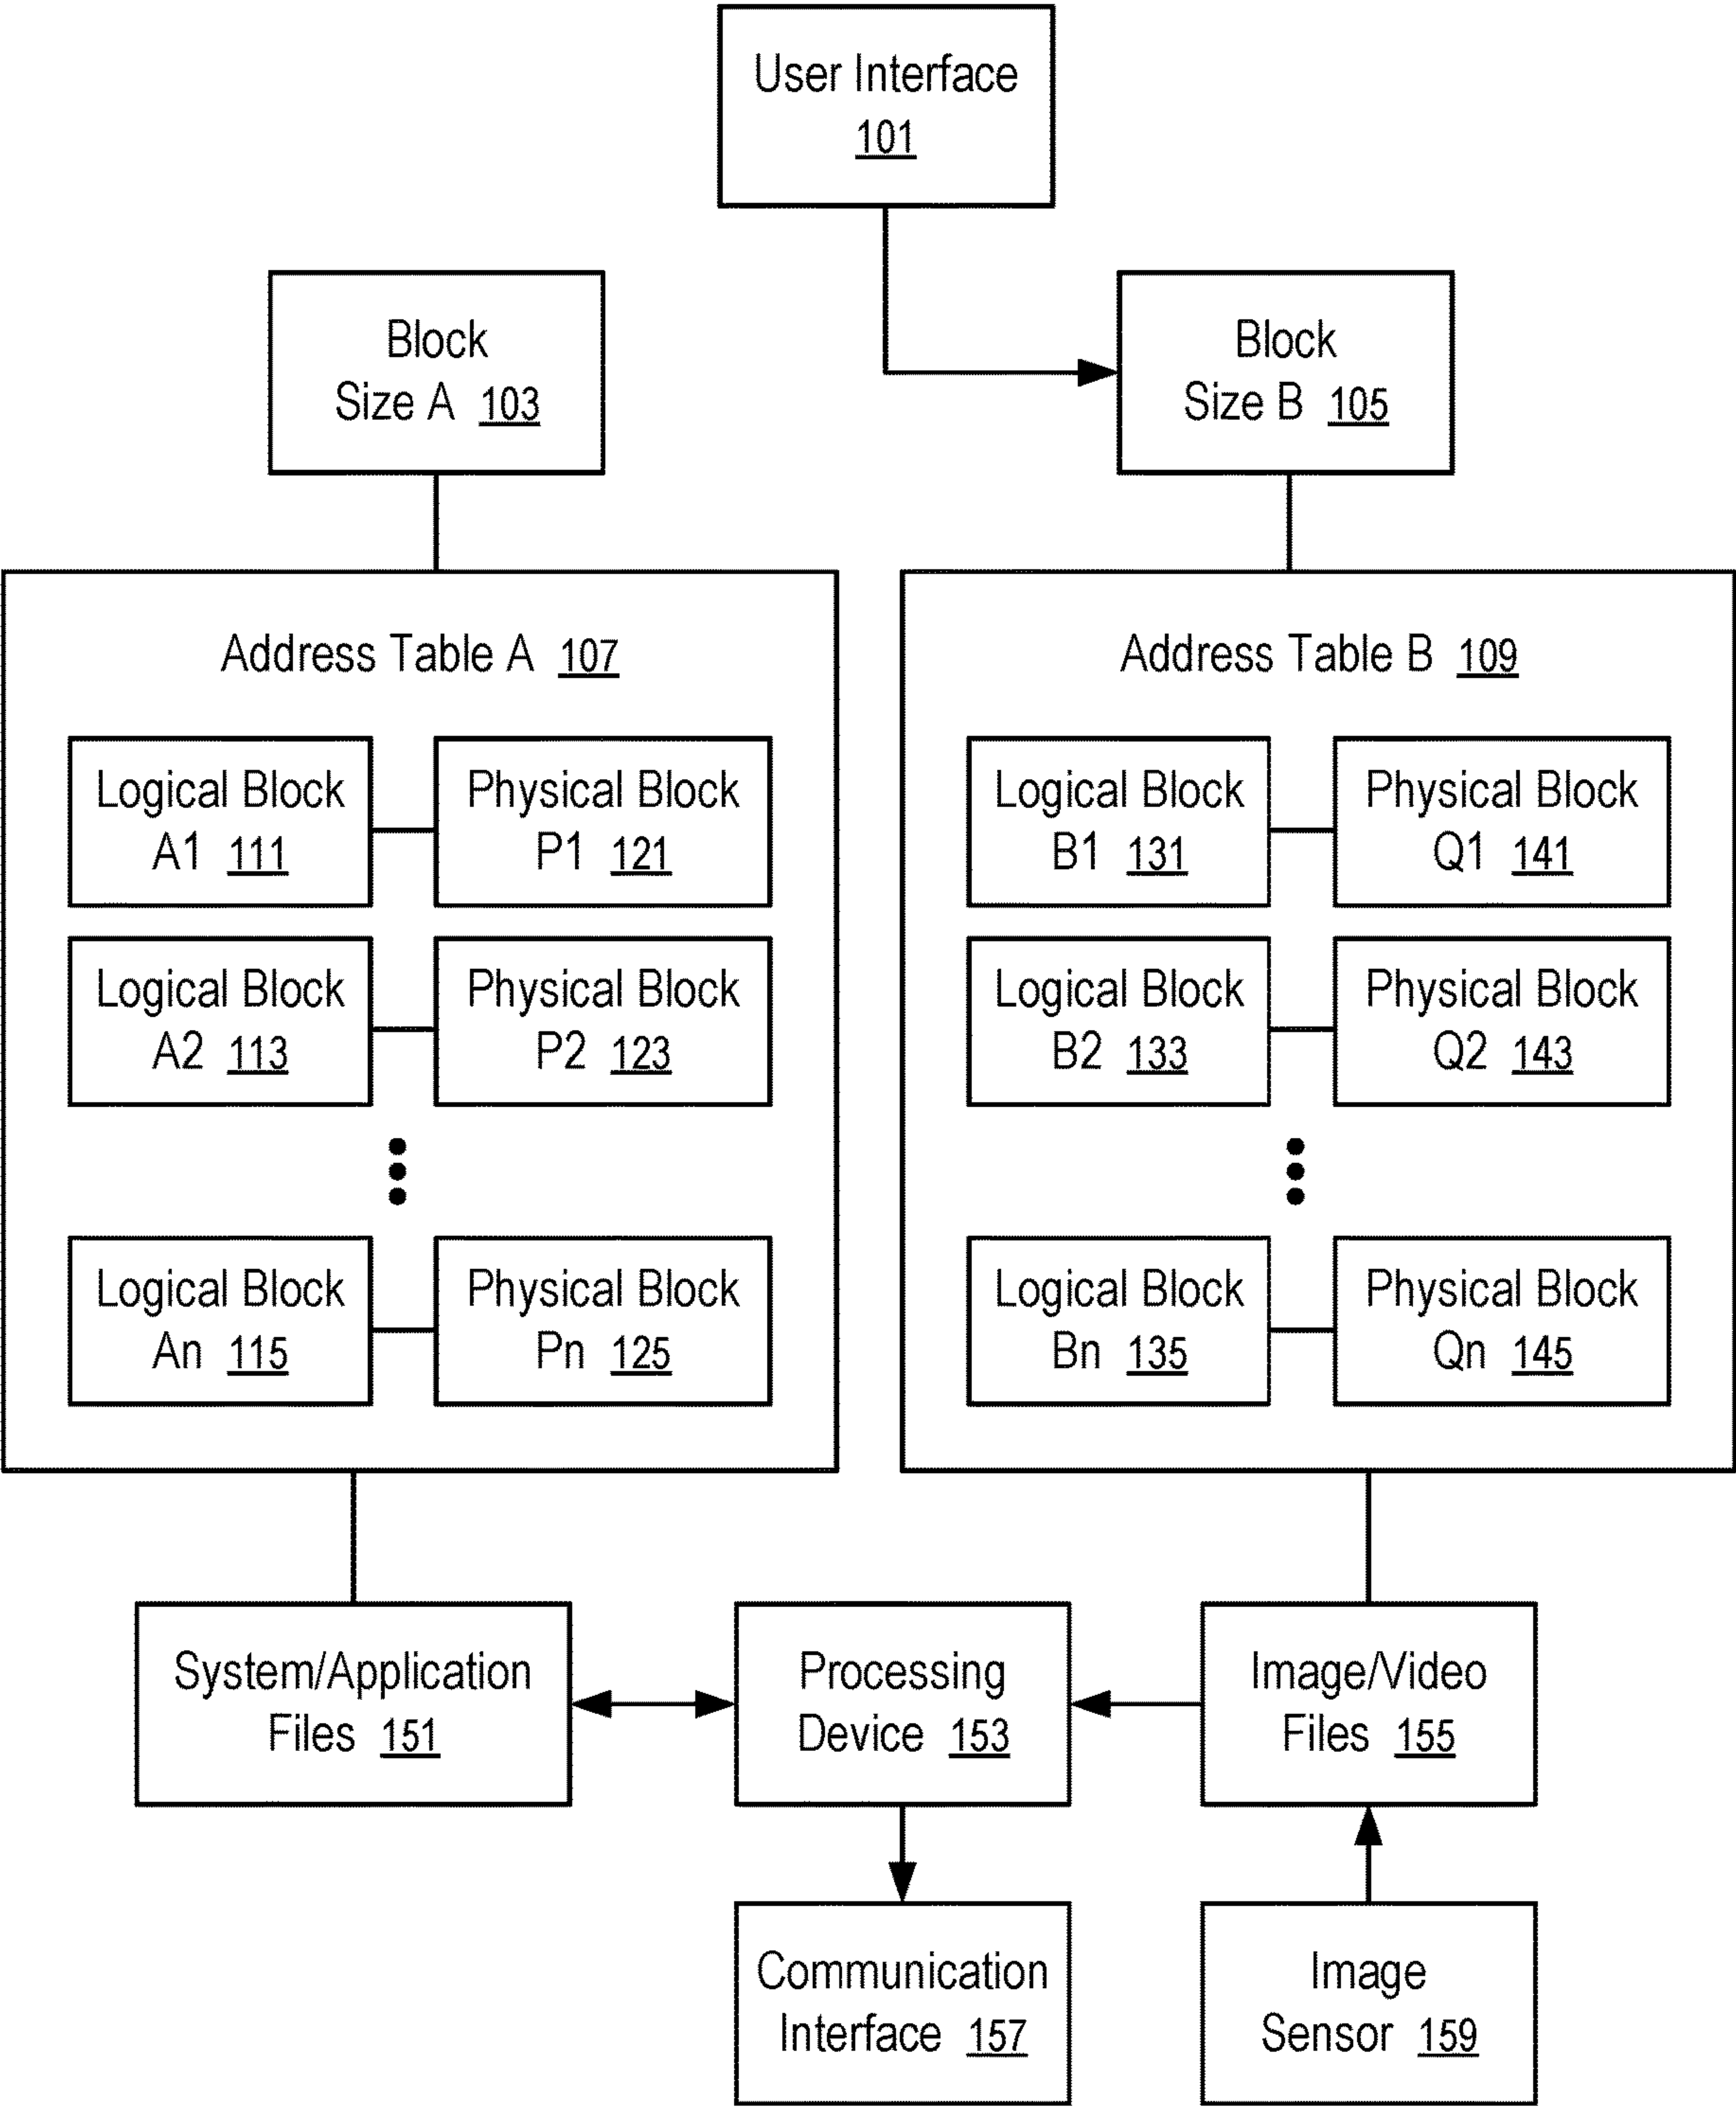 User Interface
101
Block
Size A 103
Block
Size B 105
Address Table A 107
Logical Block
A1 111
Physical Block
P1 121
Logical Block
A2 113
Physical Block
P2 123
Logical Block
An 115
Physical Block
Pn 125
Address Table B 109
Logical Block
B1 131
Physical Block
Q1 141
Logical Block
B2 133
Physical Block
Q2 143
Logical Block
Bn 135
Physical Block
Qn 145
System/Application
Files 151
Processing
Device 153
Image/Video
Files 155
Communication
Interface 157
Image
Sensor 159